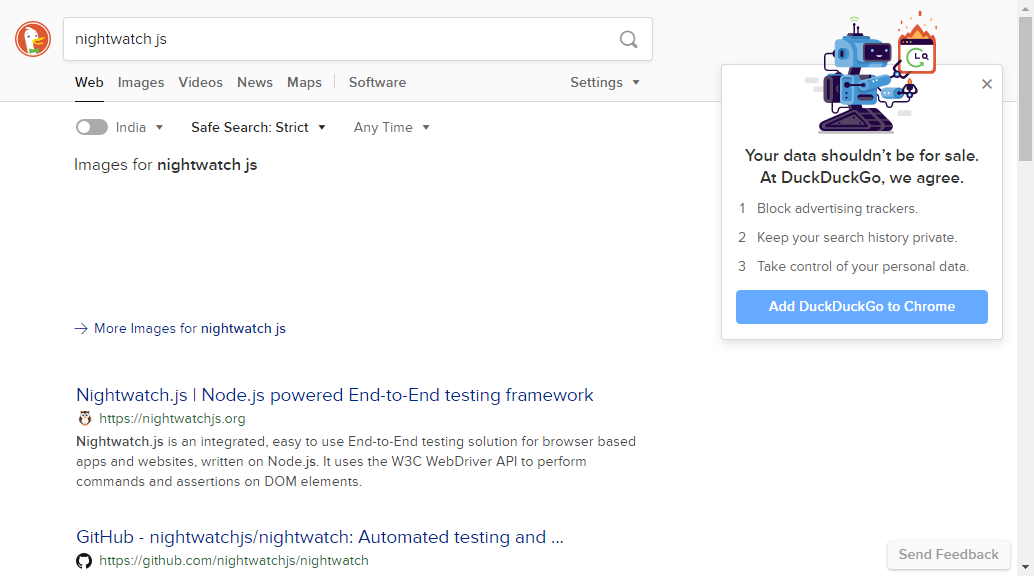 nightwatch js
Web Images Videos News Maps Software Settings
India Safe Search: Strict Any Time
Images for nightwatch js
More Images for nightwatch js
Nightwatch.js | Node.js powered End-to-End testing framework
https://nightwatchjs.org
Nightwatch.js is an integrated, easy to use End-to-End testing solution for browser based
apps and websites, written on Node.js. It uses the W3C WebDriver API to perform
commands and assertions on DOM elements.
GitHub - nightwatchjs/nightwatch: Automated testing and ...
https://github.com/nightwatchjs/nightwatch
Your data shouldn’t be for sale.
At DuckDuckGo, we agree.
1 Block advertising trackers.
2 Keep your search history private.
3 Take control of your personal data.
Add DuckDuckGo to Chrome
Send Feedback